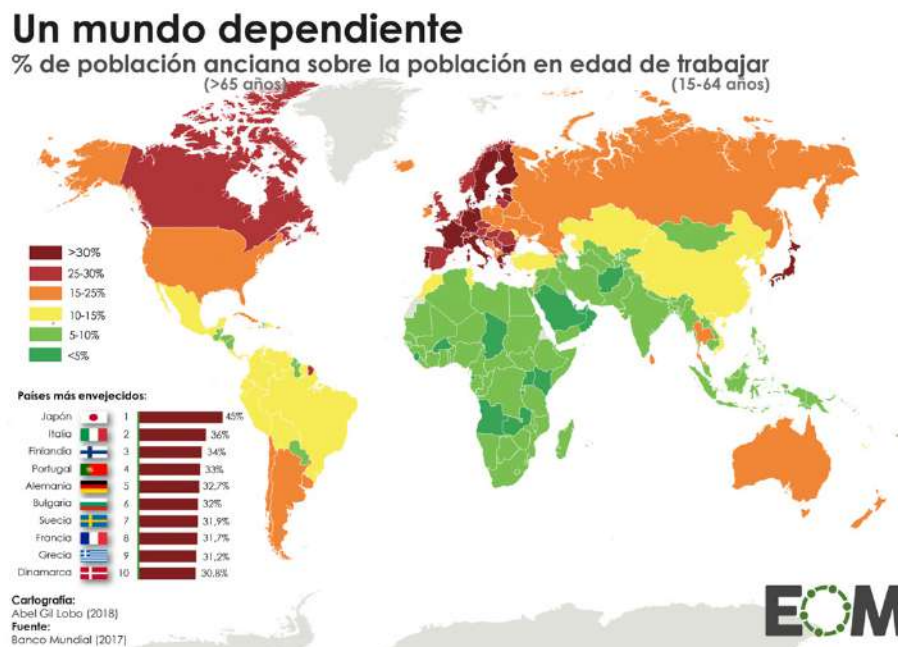 Un mundo dependiente
% de población anciana sobre la población en edad de trabajar
(>65 años) (15-64 años)
>30%
25-30%
15-25%
10-15%
5-10%
<5%
Países más envejecidos:
Japón 1 45%
Italia 2 36%
Finlandia 3 34%
Portugal 4 33%
Alemania 5 32,7%
Bulgaria 6 32%
Suecia 7 31,9%
Francia 8 31,7%
Grecia 9 31,2%
Dinamarca 10 30,8%
Cartografía:
Abel Gil Lobo (2018)
Fuente:
Banco Mundial (2017)
EOM